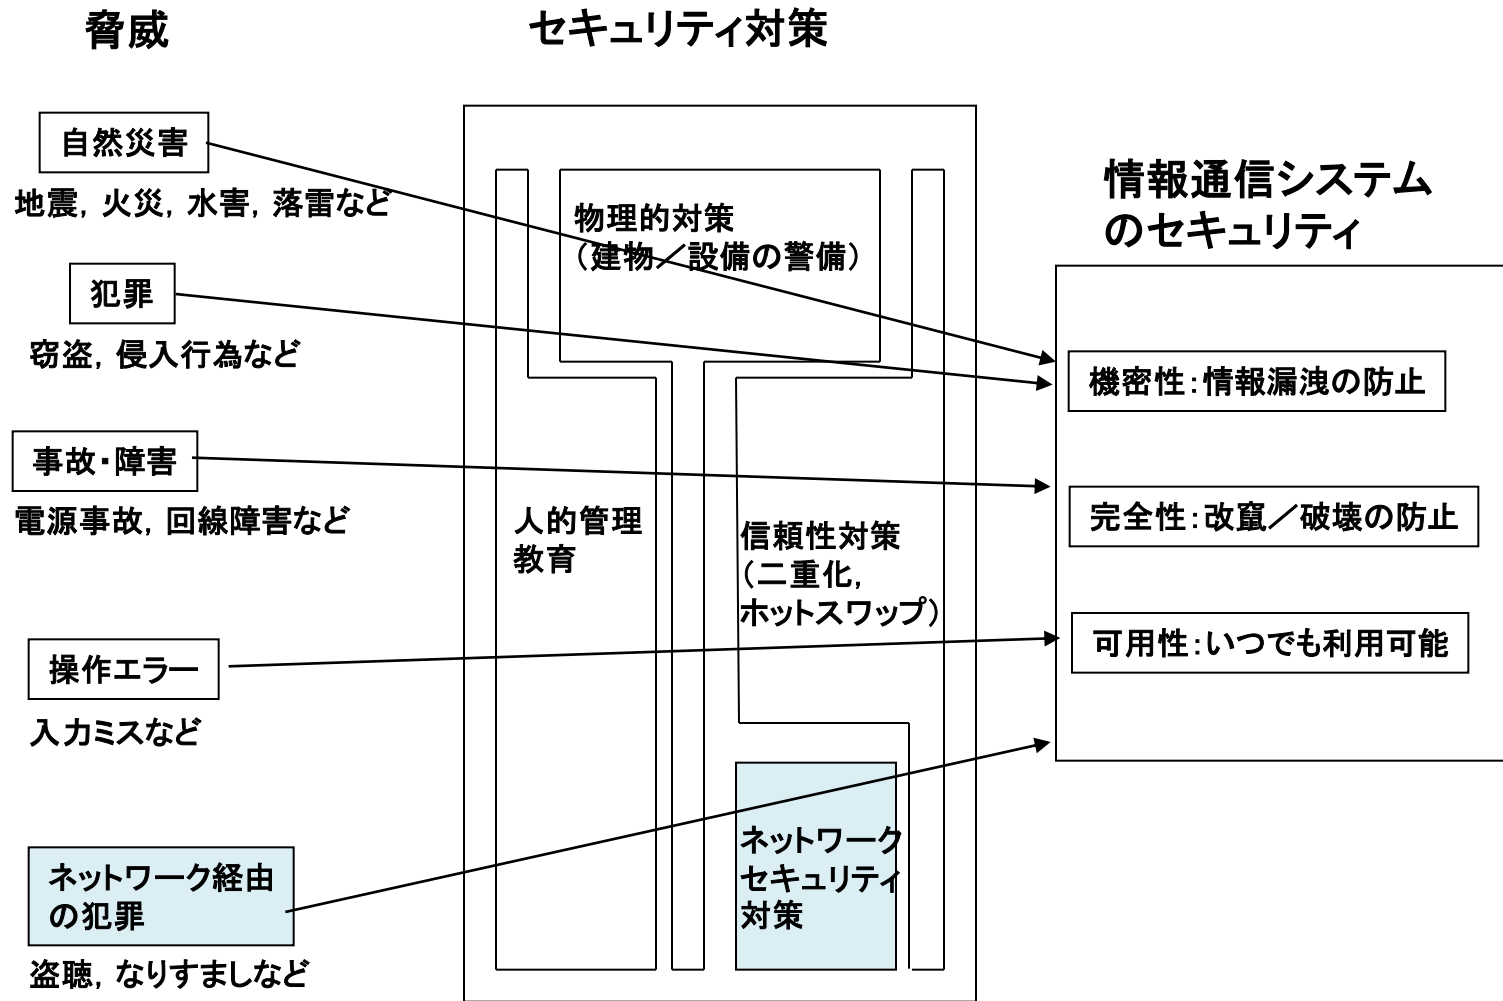 脅威
セキュリティ対策
自然災害
地震，火災，水害，落雷など
犯罪
窃盗，侵入行為など
事故・障害
電源事故，回線障害など
操作エラー
入力ミスなど
ネットワーク経由
の犯罪
盗聴，なりすましなど
物理的対策
（建物／設備の警備）
人的管理
教育
信頼性対策
（二重化，
ホットスワップ）
ネットワーク
セキュリティ
対策
情報通信システム
のセキュリティ
機密性：情報漏洩の防止
完全性：改竄／破壊の防止
可用性：いつでも利用可能